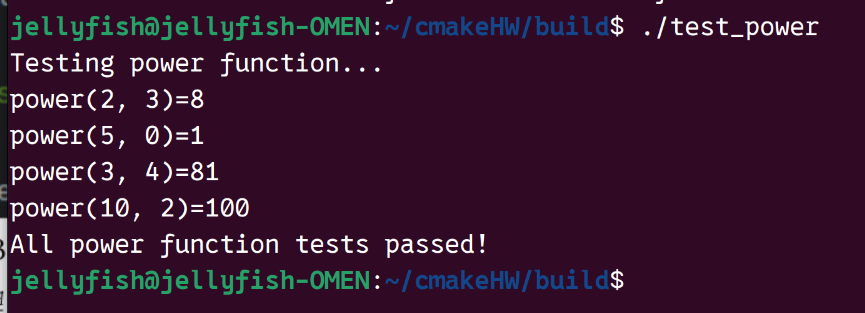 jellyfish@jellyfish-OMEN:~/cmakeHW/build$ ./test_power
Testing power function...
power(2, 3)=8
power(5, 0)=1
power(3, 4)=81
power(10, 2)=100
All power function tests passed!
jellyfish@jellyfish-OMEN:~/cmakeHW/build$